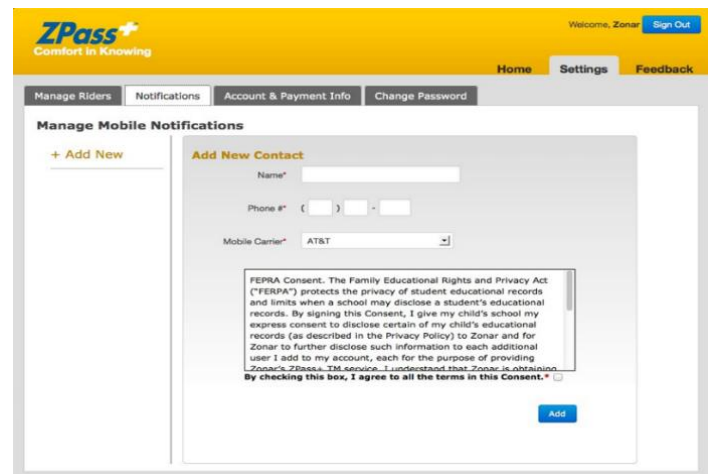 ZPass+
Comfort in Knowing
Welcome, Zonar
Sign Out
Home
Settings
Feedback
Manage Riders
Notifications
Account & Payment Info
Change Password
Manage Mobile Notifications
+ Add New
Add New Contact
Name*
Phone #* ( ) -
Mobile Carrier* AT&T
FEPRA Consent. The Family Educational Rights and Privacy Act
("FERPA") protects the privacy of student educational records
and limits when a school may disclose a student's educational
records. By signing this Consent, I give my child's school my
express consent to disclose certain of my child's educational
records (as described in the Privacy Policy) to Zonar and for
Zonar to further disclose such information to each additional
user I add to my account, each for the purpose of providing
Zonar's ZPass+ TM service. I understand that Zonar is obtaining
By checking this box, I agree to all the terms in this Consent.*
Add